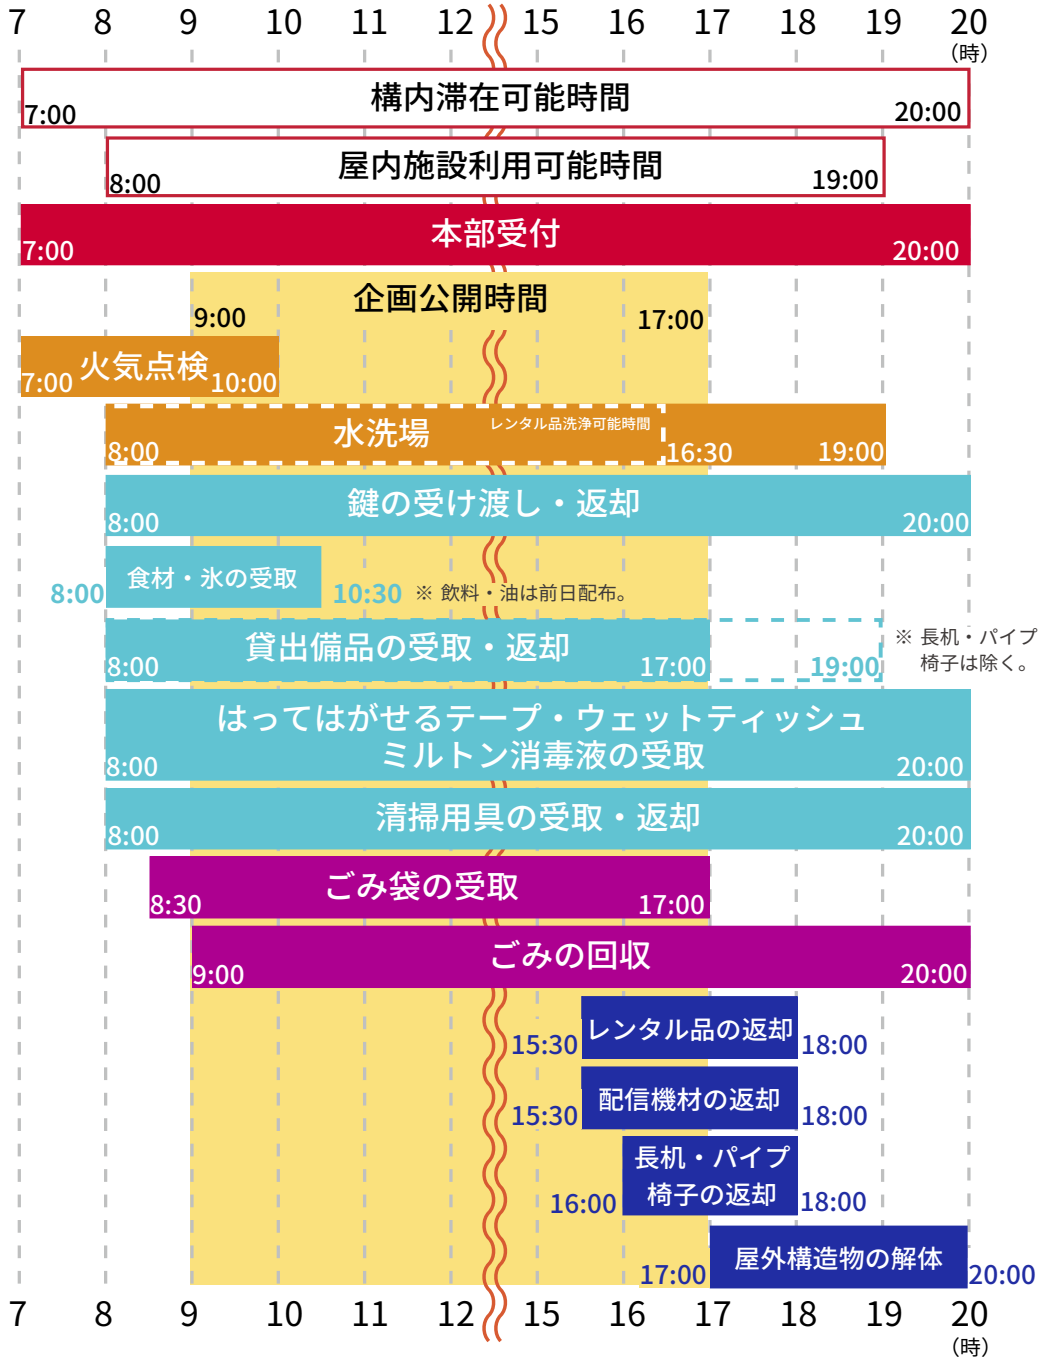 7 8 9 10 11 12 15 16 17 18 19 20
(時)
構内滞在可能時間
7:00 20:00
屋内施設利用可能時間
8:00 19:00
本部受付
7:00 20:00
企画公開時間
9:00 17:00
火気点検
7:00 10:00
水洗場 レンタル品洗浄可能時間
8:00 16:30 19:00
鍵の受け渡し・返却
8:00 20:00
食材・氷の受取
8:00 10:30 ※ 飲料・油は前日配布。
貸出備品の受取・返却
8:00 17:00 19:00
※ 長机・パイプ
椅子は除く。
はってはがせるテープ・ウェットティッシュ
ミルトン消毒液の受取
8:00 20:00
清掃用具の受取・返却
8:00 20:00
ごみ袋の受取
8:30 17:00
ごみの回収
9:00 20:00
レンタル品の返却
15:30 18:00
配信機材の返却
15:30 18:00
長机・パイプ
椅子の返却
16:00 18:00
屋外構造物の解体
17:00 20:00
7 8 9 10 11 12 15 16 17 18 19 20
(時)